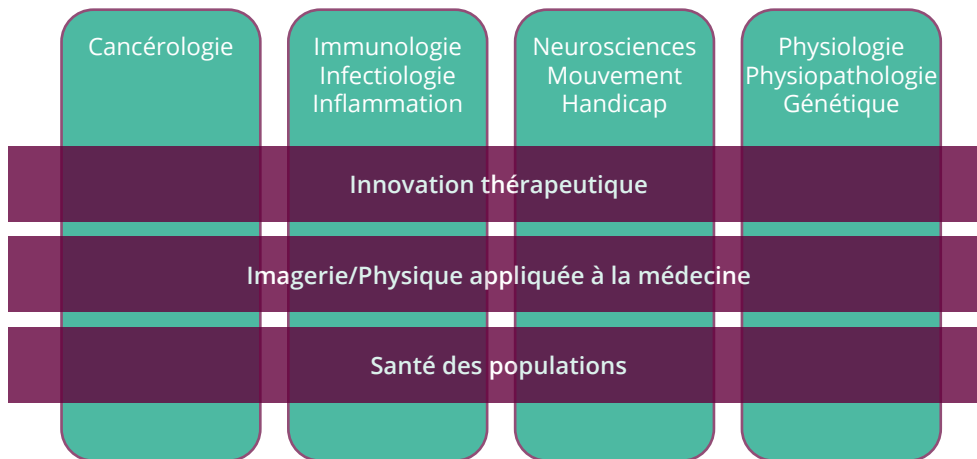 Cancérologie
Immunologie
Infectiologie
Inflammation
Neurosciences
Mouvement
Handicap
Physiologie
Physiopathologie
Génétique
Innovation thérapeutique
Imagerie/Physique appliquée à la médecine
Santé des populations